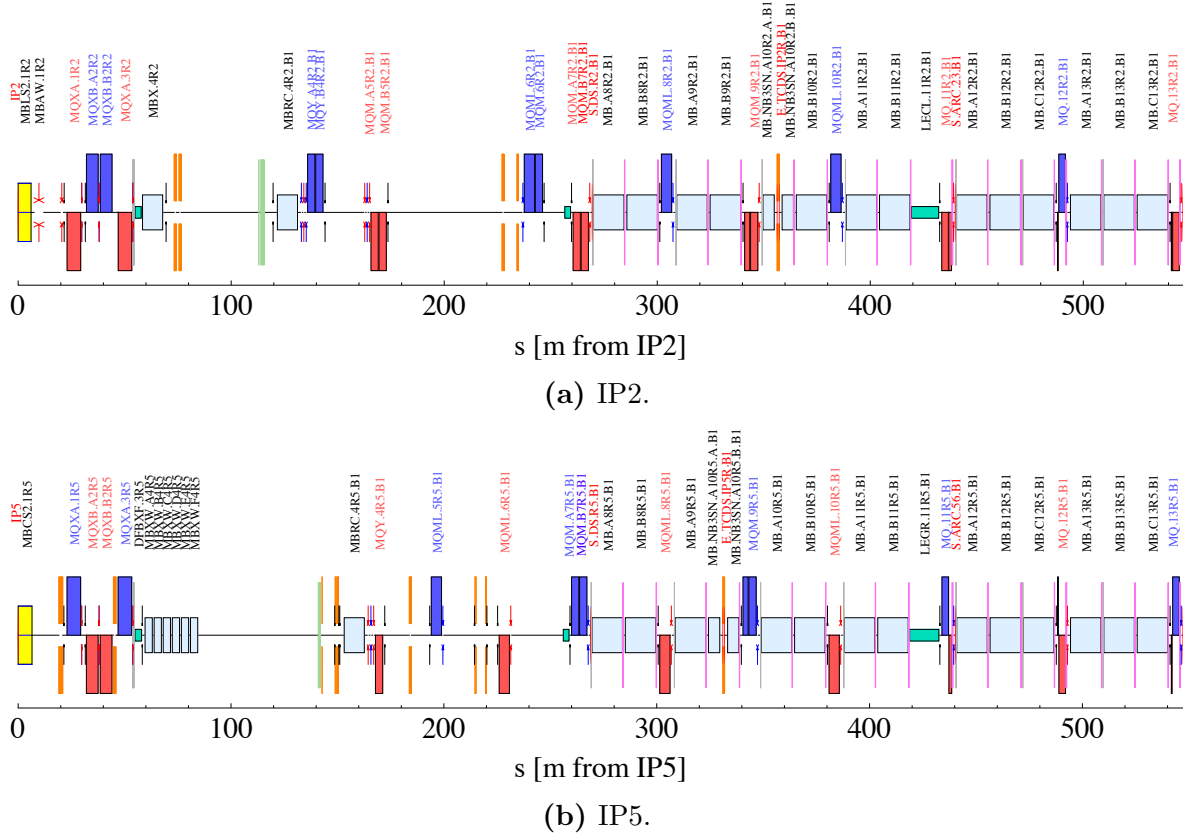 IP2
MBLS2.1R2
MBAW.1R2
MQXA.1R2
MQXB.A2R2
MQXB.B2R2
MQXA.3R2
MBX.4R2
MBRC.4R2.B1
MQY.A4R2.B1
MQY.B4R2.B1
MQM.A5R2.B1
MQM.B5R2.B1
MQML.6R2.B1
MQML.6R2.B1
MQM.A7R2.B1
MQM.B7R2.B1
S.DS.R2.B1
MB.A8R2.B1
MB.B8R2.B1
MQML.8R2.B1
MB.A9R2.B1
MB.B9R2.B1
MQM.9R2.B1
MB.NB3SN.A10R2.A.B1
E.TCDS.IP2R.B1
MB.NB3SN.A10R2.B.B1
MB.B10R2.B1
MQML.10R2.B1
MB.A11R2.B1
MB.B11R2.B1
LECL.11R2.B1
MQ.11R2.B1
S.ARC.23.B1
MB.A12R2.B1
MB.B12R2.B1
MB.C12R2.B1
MQ.12R2.B1
MB.A13R2.B1
MB.B13R2.B1
MB.C13R2.B1
MQ.13R2.B1
0 100 200 300 400 500
s [m from IP2]
(a) IP2.
IP5
MBCS2.1R5
MQXA.1R5
MQXB.A2R5
MQXB.B2R5
MQXA.3R5
DFBXF.3R5
MBXW.A4R5
MBXW.B4R5
MBXW.C4R5
MBXW.D4R5
MBXW.E4R5
MBXW.F4R5
MBRC.4R5.B1
MQY.4R5.B1
MQML.5R5.B1
MQML.6R5.B1
MQM.A7R5.B1
MQM.B7R5.B1
S.DS.R5.B1
MB.A8R5.B1
MB.B8R5.B1
MQML.8R5.B1
MB.A9R5.B1
MB.NB3SN.A10R5.A.B1
E.TCDS.IP5R.B1
MB.NB3SN.A10R5.B.B1
MQM.9R5.B1
MB.A10R5.B1
MB.B10R5.B1
MQML.10R5.B1
MB.A11R5.B1
MB.B11R5.B1
LEGR.11R5.B1
MQ.11R5.B1
S.ARC.56.B1
MB.A12R5.B1
MB.B12R5.B1
MB.C12R5.B1
MQ.12R5.B1
MB.A13R5.B1
MB.B13R5.B1
MB.C13R5.B1
MQ.13R5.B1
0 100 200 300 400 500
s [m from IP5]
(b) IP5.